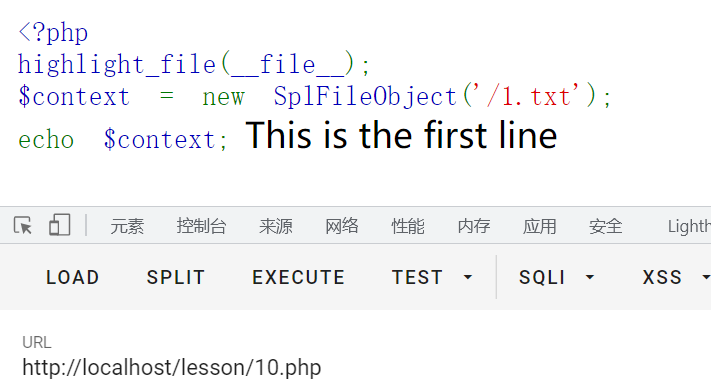 <?php
highlight_file(__file__);
$context = new SplFileObject('/1.txt');
echo $context; This is the first line
元素 控制台 来源 网络 性能 内存 应用 安全 Lighth
LOAD SPLIT EXECUTE TEST SQLI XSS
URL
http://localhost/lesson/10.php